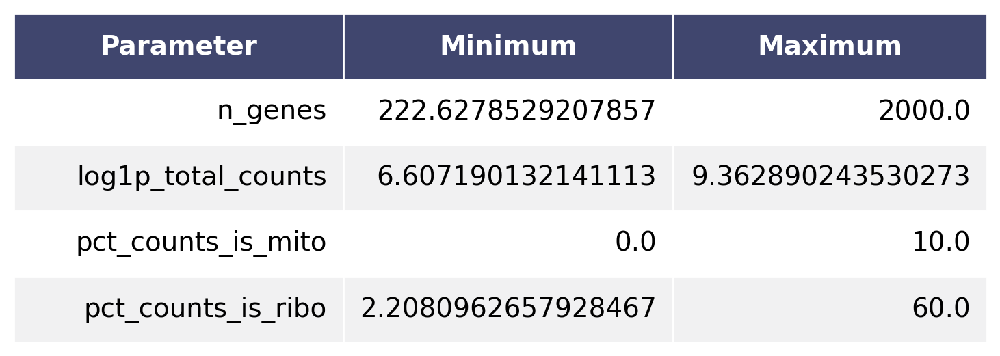 Parameter Minimum Maximum
n_genes 222.6278529207857 2000.0
log1p_total_counts 6.607190132141113 9.362890243530273
pct_counts_is_mito 0.0 10.0
pct_counts_is_ribo 2.2080962657928467 60.0